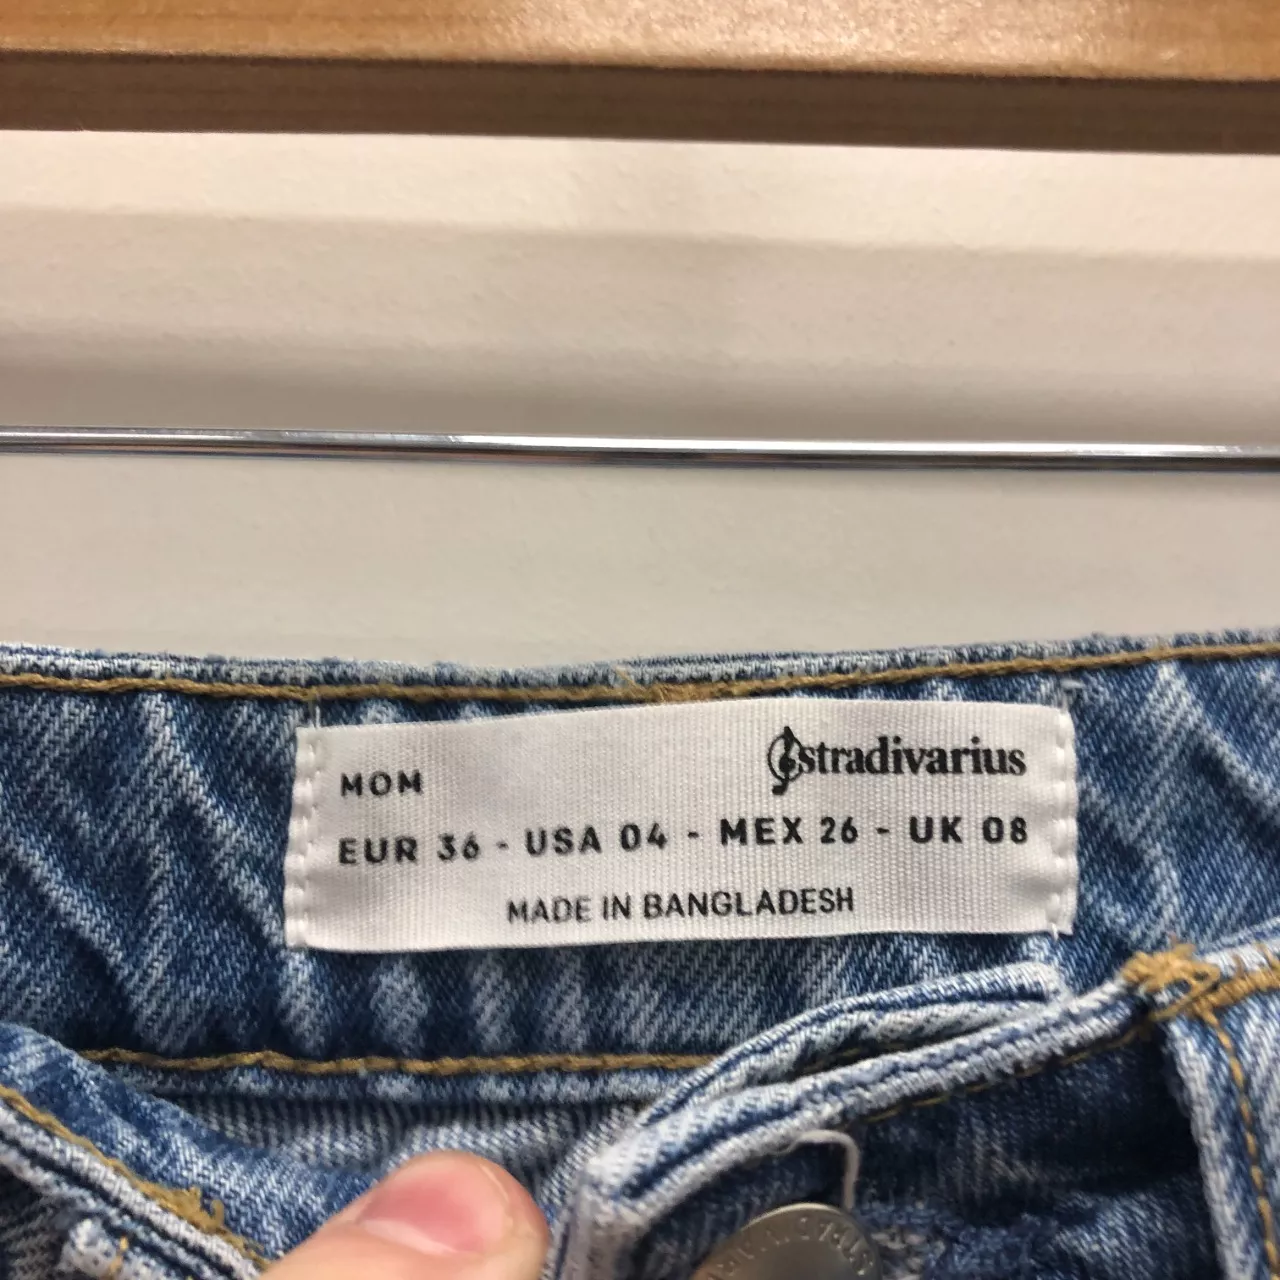 MOM
stradivarius
EUR 36 - USA 04 - MEX 26 - UK 08
MADE IN BANGLADESH